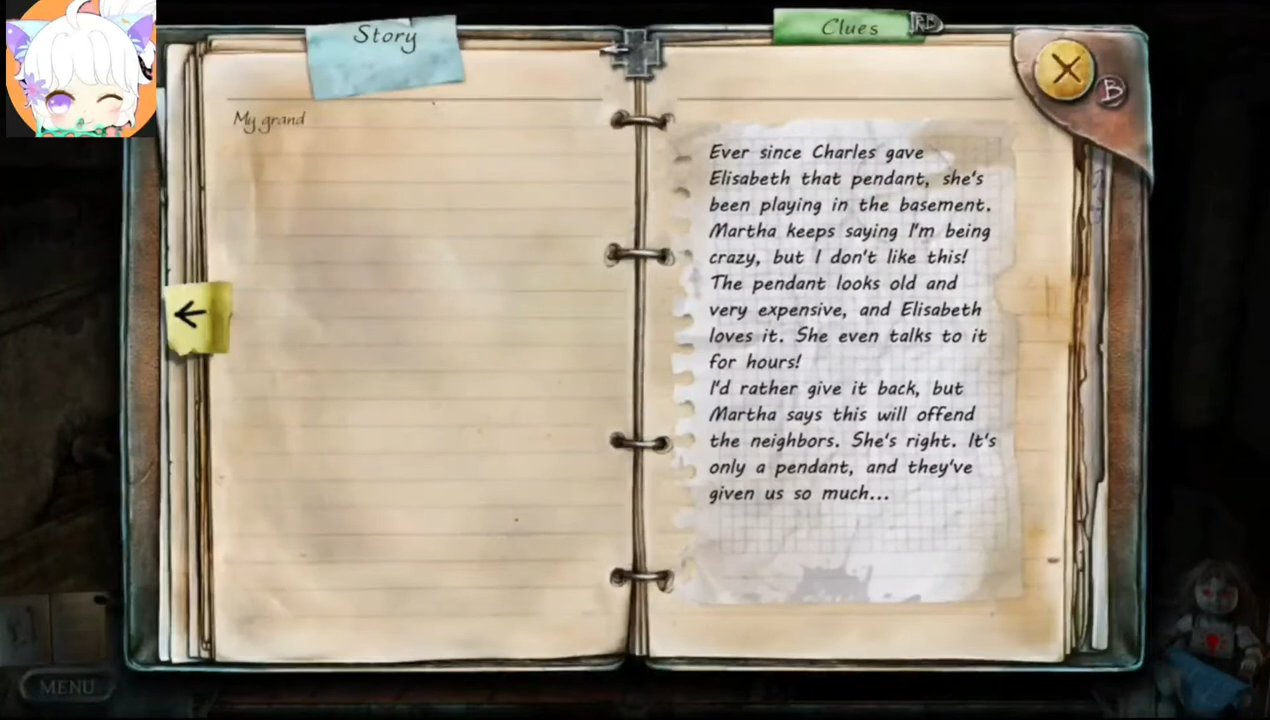 Story
Clues
RB
B
My grand
Ever since Charles gave
Elisabeth that pendant, she's
been playing in the basement.
Martha keeps saying I'm being
crazy, but I don't like this!
The pendant looks old and
very expensive, and Elisabeth
loves it. She even talks to it
for hours!
I'd rather give it back, but
Martha says this will offend
the neighbors. She's right. It's
only a pendant, and they've
given us so much...
MENU